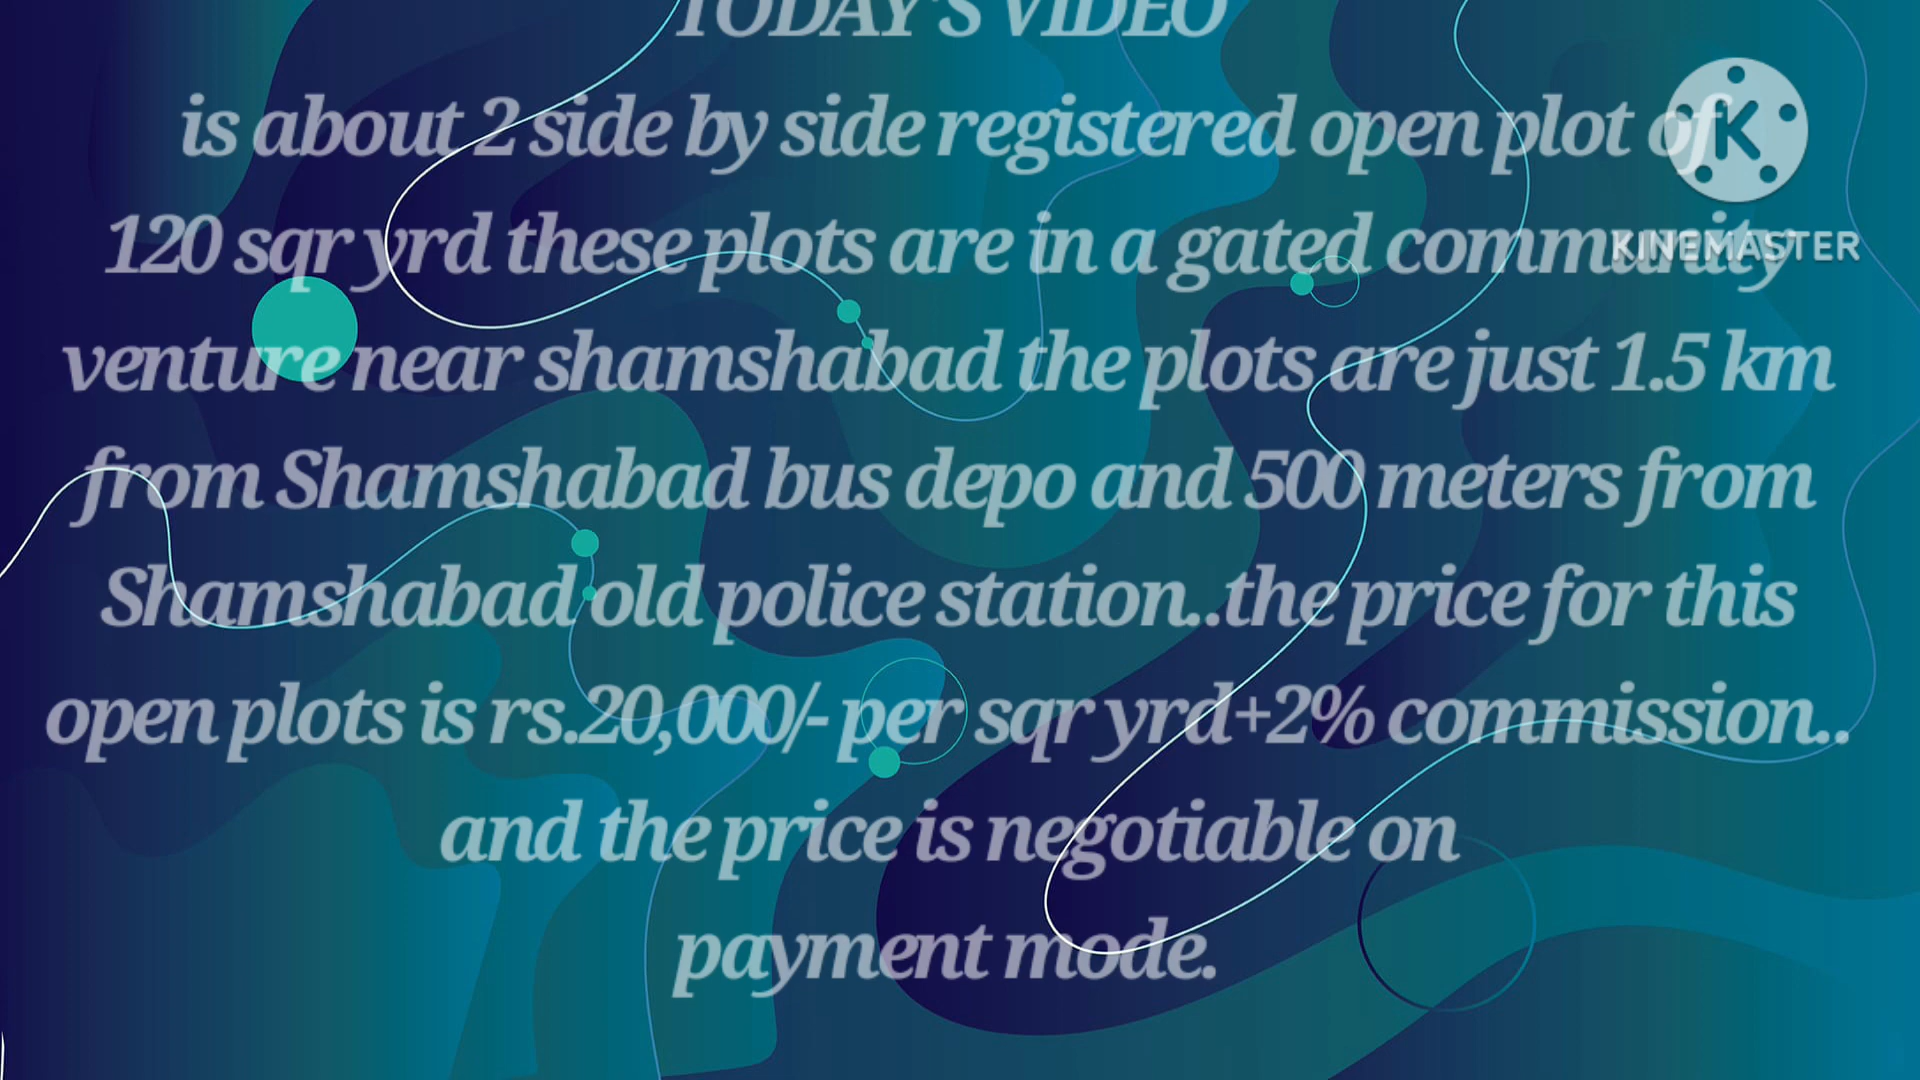 TODAY'S VIDEO
is about 2 side by side registered open plot of
120 sqr yrd these plots are in a gated community
venture near shamshabad the plots are just 1.5 km
from Shamshabad bus depo and 500 meters from
Shamshabad old police station..the price for this
open plots is rs.20,000/- per sqr yrd+2% commission..
and the price is negotiable on
payment mode.
K
KINEMASTER